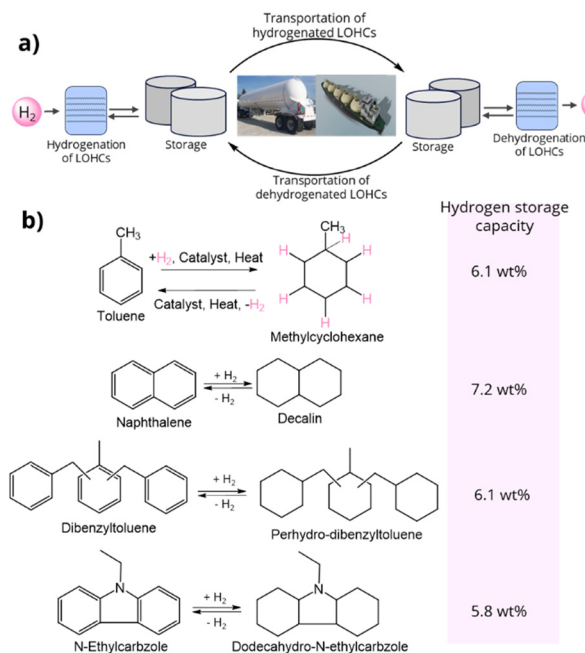 a)
Transportation of
hydrogenated LOHCs
H2
Hydrogenation
of LOHCs
Storage
Storage
Dehydrogenation
of LOHCs
Transportation of
dehydrogenated LOHCs
b)
Hydrogen storage
capacity
CH3
+H2, Catalyst, Heat
Catalyst, Heat, -H2
Toluene
CH3
H
H
H
H
H
H
Methylcyclohexane
6.1 wt%
+ H2
- H2
Naphthalene
Decalin
7.2 wt%
+ H2
- H2
Dibenzyltoluene
Perhydro-dibenzyltoluene
6.1 wt%
N
+ H2
- H2
N
N-Ethylcarbzole
Dodecahydro-N-ethylcarbzole
5.8 wt%